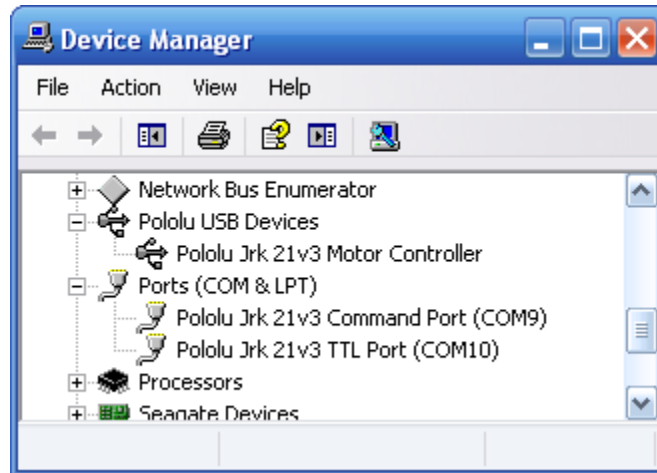 Device Manager
File Action View Help
Network Bus Enumerator
Pololu USB Devices
Pololu Jrk 21v3 Motor Controller
Ports (COM & LPT)
Pololu Jrk 21v3 Command Port (COM9)
Pololu Jrk 21v3 TTL Port (COM10)
Processors
Seagate Devices